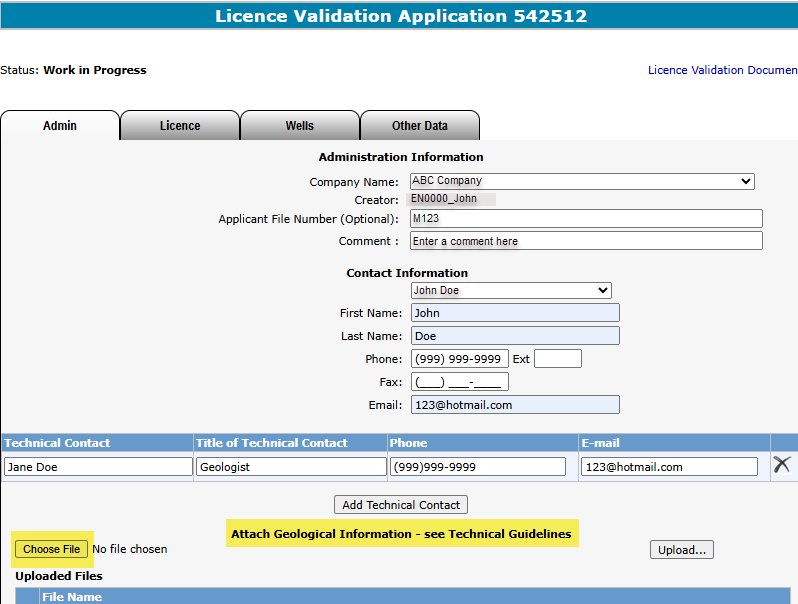 Licence Validation Application 542512
Status: Work in Progress
Licence Validation Documen
Admin Licence Wells Other Data
Administration Information
Company Name: ABC Company
Creator: EN0000_John
Applicant File Number (Optional): M123
Comment : Enter a comment here
Contact Information
John Doe
First Name: John
Last Name: Doe
Phone: (999) 999-9999 Ext
Fax: (___) ___-____
Email: 123@hotmail.com
Technical Contact Title of Technical Contact Phone E-mail
Jane Doe Geologist (999)999-9999 123@hotmail.com
Add Technical Contact
Attach Geological Information - see Technical Guidelines
Choose File No file chosen Upload...
Uploaded Files
File Name